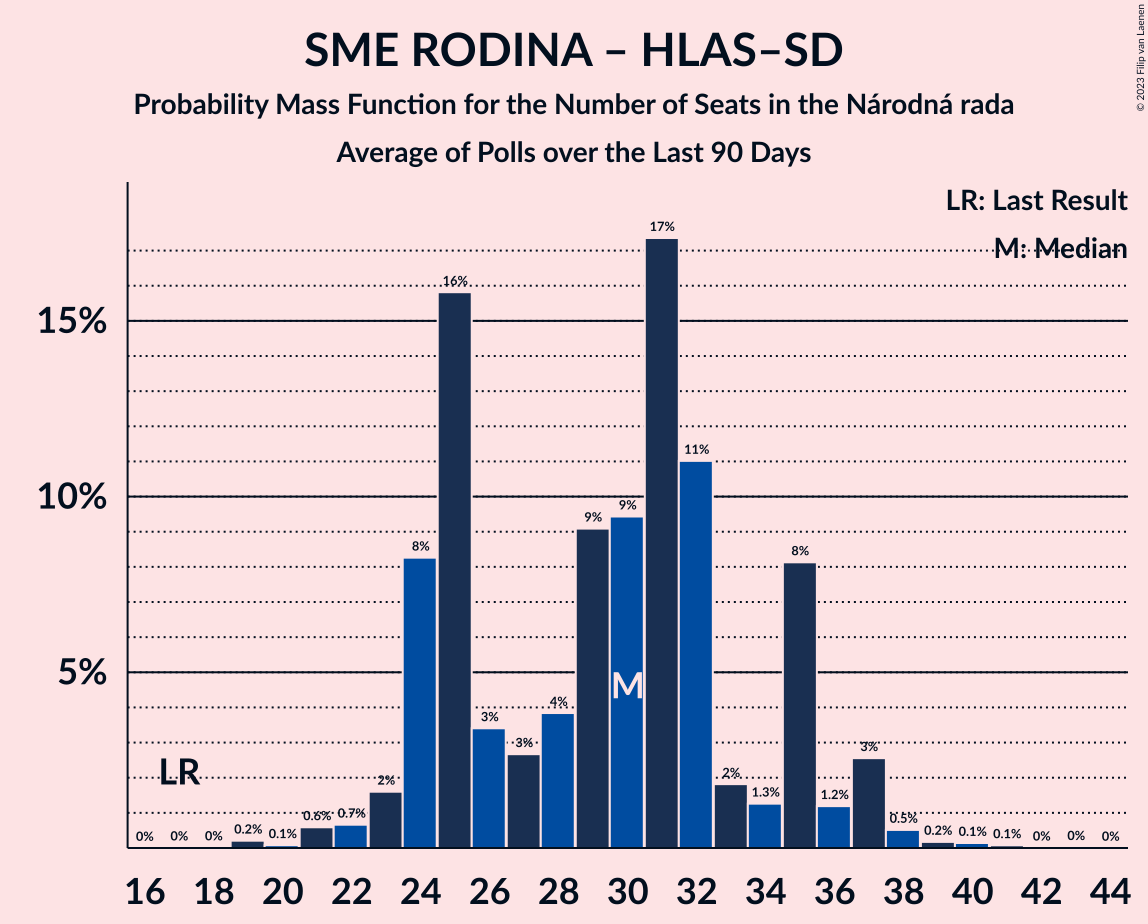 SME RODINA – HLAS–SD
Probability Mass Function for the Number of Seats in the Národná rada
Average of Polls over the Last 90 Days
© 2023 Filip van Laenen
LR: Last Result
M: Median
15%
10%
5%
0% 0% 0% 0.2% 0.1% 0.6% 0.7% 2% 8% 16% 3% 3% 4% 9% 9% 17% 11% 2% 1.3% 8% 1.2% 3% 0.5% 0.2% 0.1% 0.1% 0% 0% 0%
LR
M
16 18 20 22 24 26 28 30 32 34 36 38 40 42 44